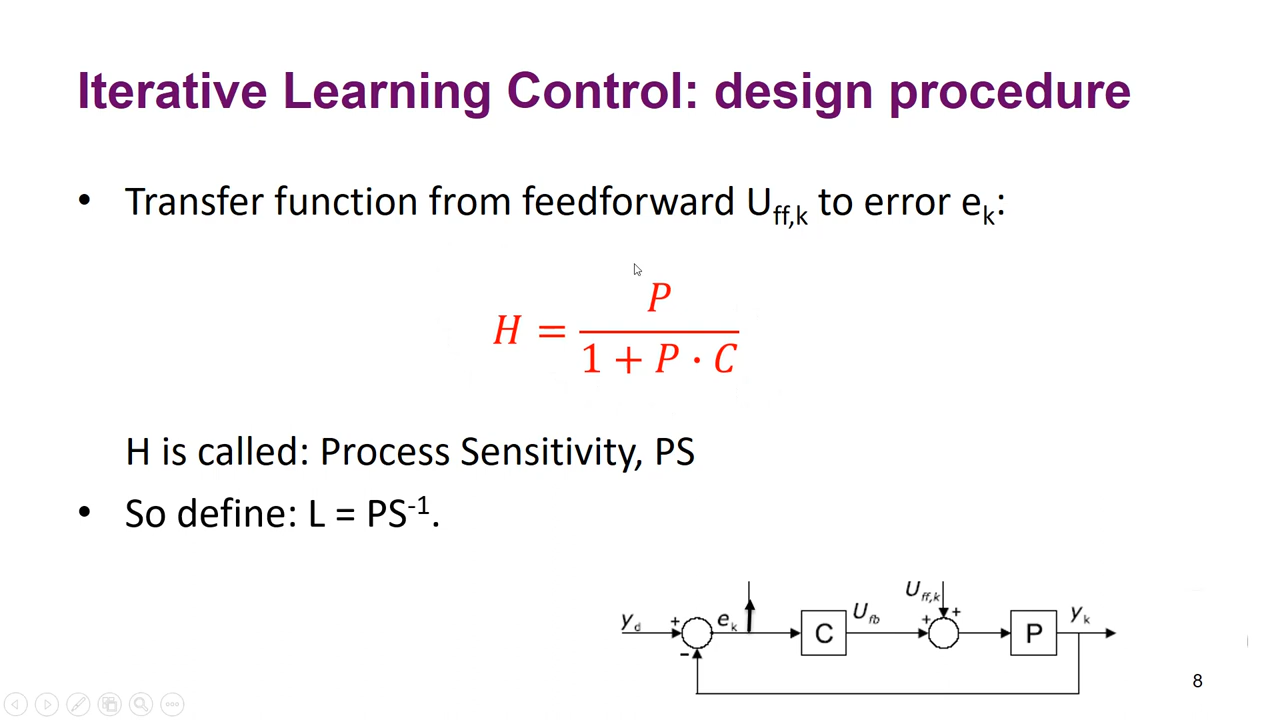 Iterative Learning Control: design procedure
• Transfer function from feedforward U_ff,k to error e_k:
H = P / (1 + P · C)
H is called: Process Sensitivity, PS
• So define: L = PS⁻¹.
y_d + − e_k C U_fb U_ff,k + + P y_k
8